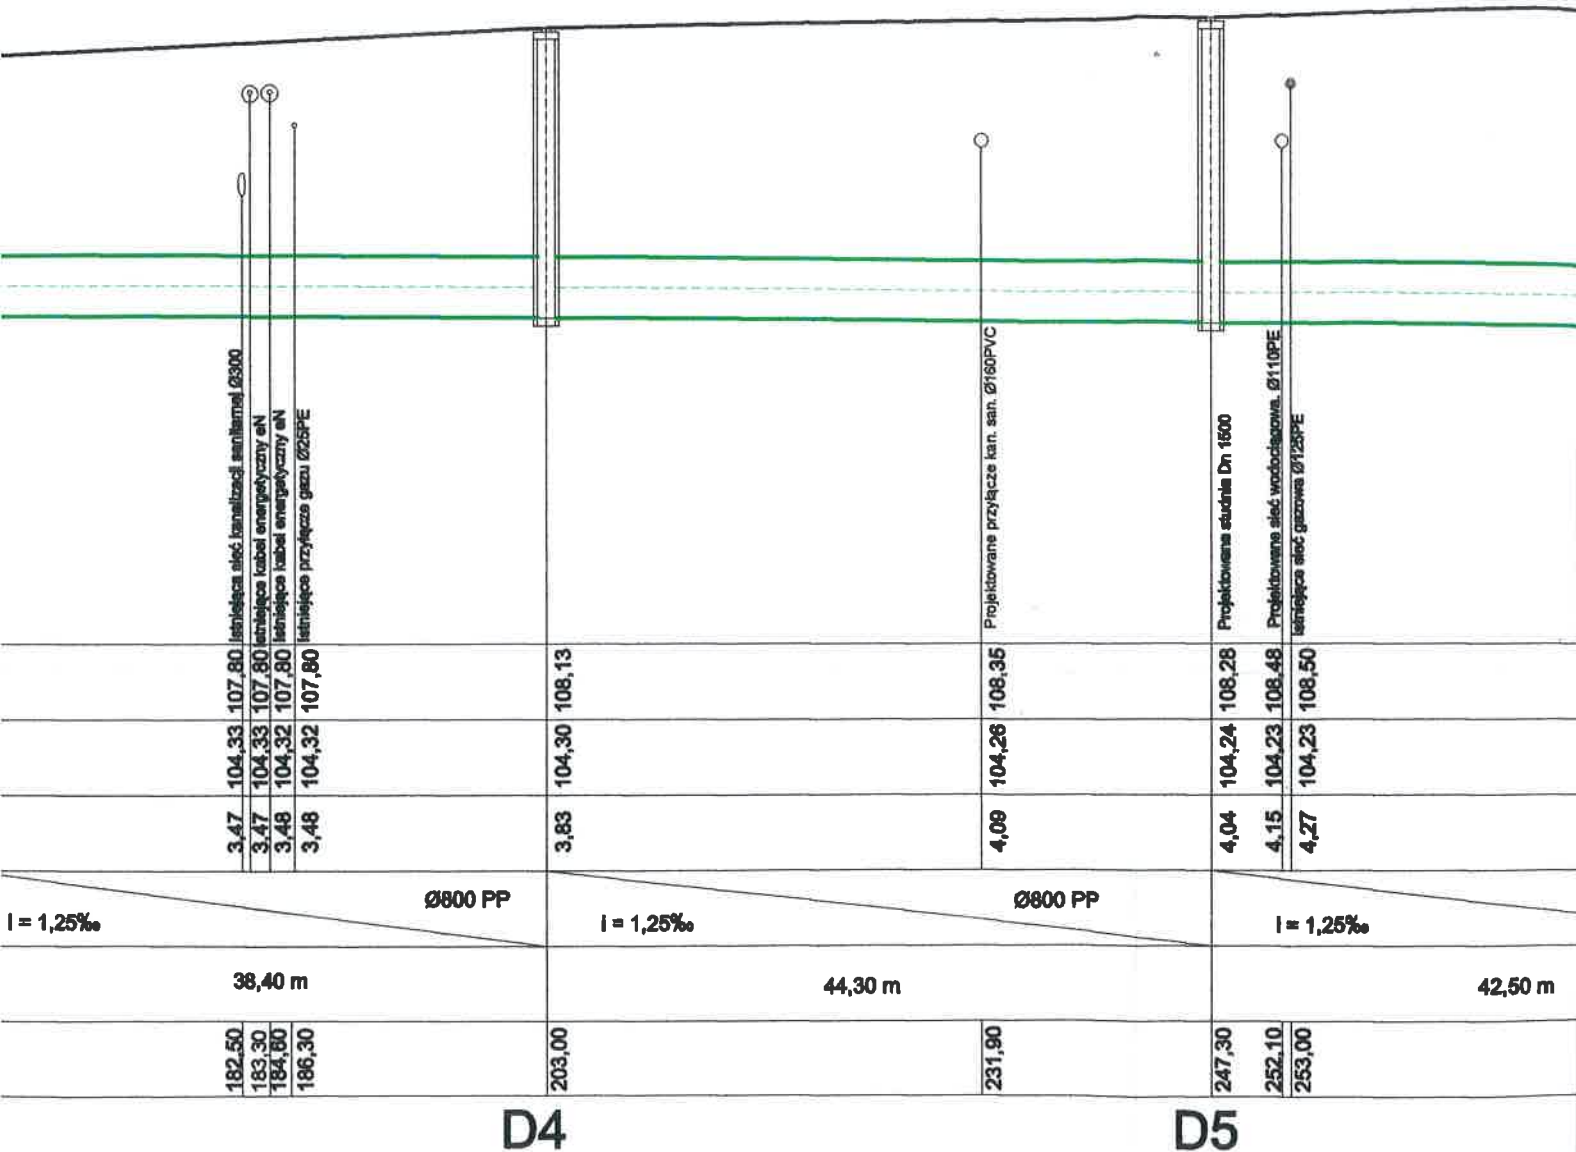 Istniejąca sieć kanalizacji sanitarnej Ø300
Istniejące kabel energetyczny eN
Istniejące kabel energetyczny eN
Istniejące przyłącze gazu Ø25PE
Projektowane przyłącze kan. san. Ø160PVC
Projektowana studnia Dn 1500
Projektowana sieć wodociągowa. Ø110PE
Istniejąca sieć gazowa Ø125PE
107,80 107,80 107,80 107,80 108,13 108,35 108,28 108,48 108,50
104,33 104,33 104,32 104,32 104,30 104,26 104,24 104,23 104,23
3,47 3,47 3,48 3,48 3,83 4,09 4,04 4,15 4,27
Ø800 PP Ø800 PP
i = 1,25‰ i = 1,25‰ i = 1,25‰
38,40 m 44,30 m 42,50 m
182,50 183,30 184,60 186,30 203,00 231,90 247,30 252,10 253,00
D4 D5